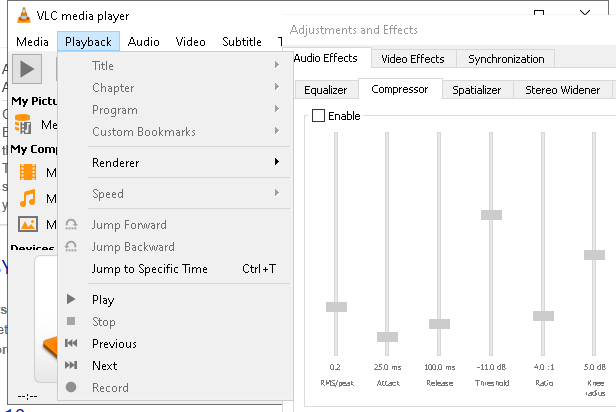 VLC media player
Media Playback Audio Video Subtitle T
My Pictu
Me
My Comp
M
M
M
Devices
--:--
Title
Chapter
Program
Custom Bookmarks
Renderer
Speed
Jump Forward
Jump Backward
Jump to Specific Time Ctrl+T
Play
Stop
Previous
Next
Record
Adjustments and Effects
Audio Effects Video Effects Synchronization
Equalizer Compressor Spatializer Stereo Widener
Enable
0.2 25.0 ms 100.0 ms -11.0 dB 4.0 :1 5.0 dB
RMS/peak Attack Release Threshold Ratio Knee
radius